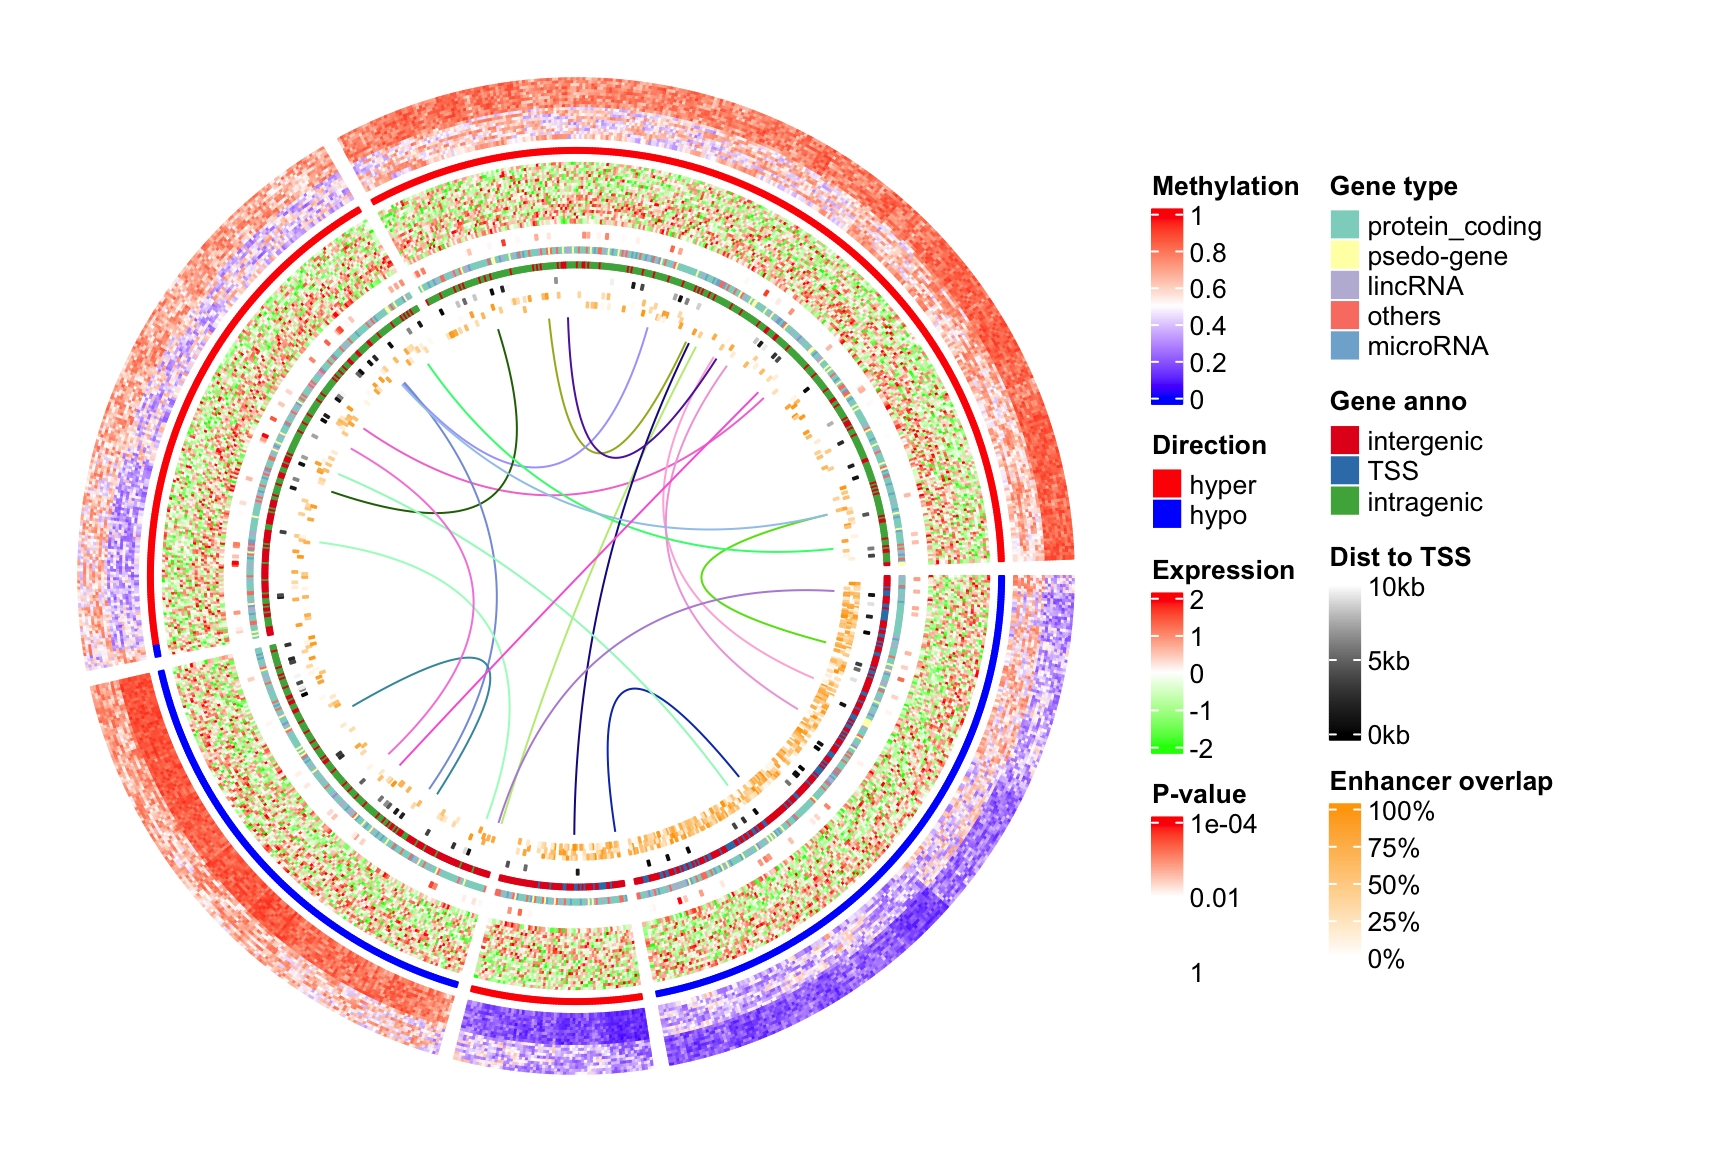 Methylation
1
0.8
0.6
0.4
0.2
0
Direction
hyper
hypo
Expression
2
1
0
-1
-2
P-value
1e-04
0.01
1
Gene type
protein_coding
psedo-gene
lincRNA
others
microRNA
Gene anno
intergenic
TSS
intragenic
Dist to TSS
10kb
5kb
0kb
Enhancer overlap
100%
75%
50%
25%
0%